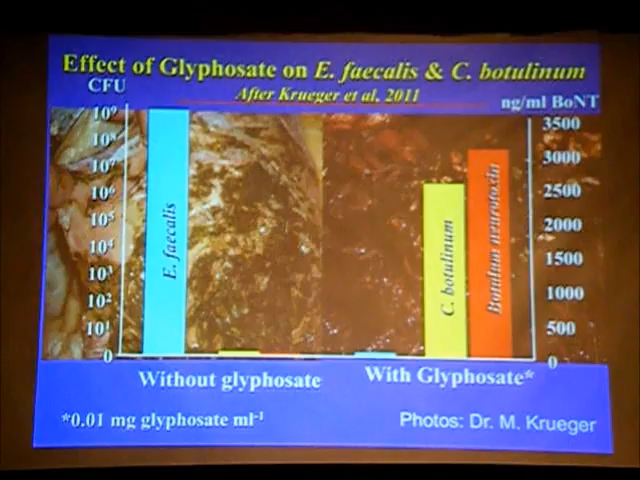 Effect of Glyphosate on E. faecalis & C. botulinum
CFU
After Krueger et al, 2011
ng/ml BoNT
10⁹
10⁸
10⁷
10⁶
10⁵
10⁴
10³
10²
10¹
0
E. faecalis
C. botulinum
Botulinum neurotoxin
3500
3000
2500
2000
1500
1000
500
0
Without glyphosate
With Glyphosate*
*0.01 mg glyphosate ml⁻¹
Photos: Dr. M. Krueger